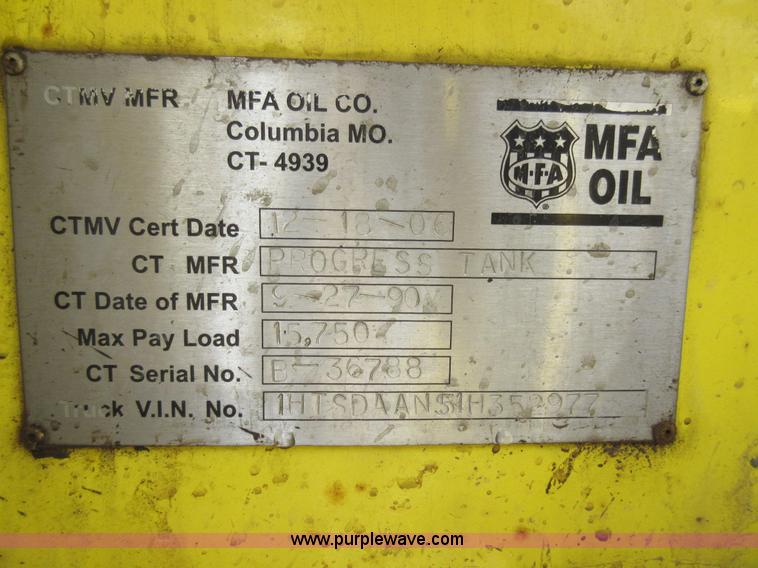 CTMV MFR MFA OIL CO.
Columbia MO.
CT- 4939
M·F·A
MFA
OIL
CTMV Cert Date 12-18-06
CT MFR PROGRESS TANK
CT Date of MFR 9-27-90
Max Pay Load 15,750
CT Serial No. B-36788
Truck V.I.N. No.
www.purplewave.com